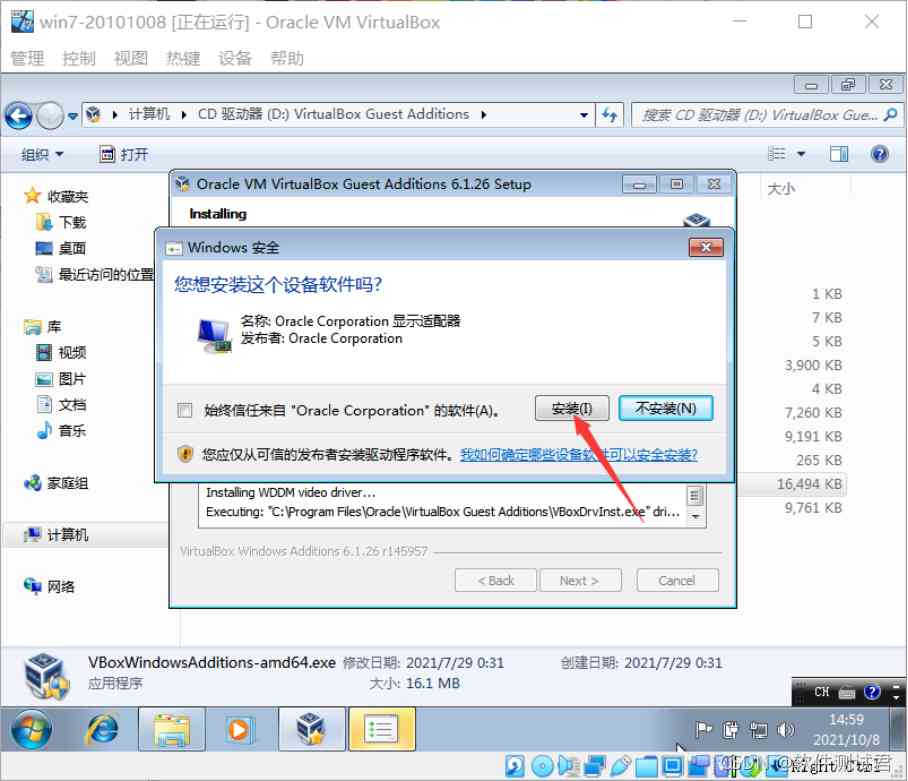 win7-20101008 [正在运行] - Oracle VM VirtualBox
管理 控制 视图 热键 设备 帮助
计算机 CD 驱动器 (D:) VirtualBox Guest Additions
搜索 CD 驱动器 (D:) VirtualBox Gue...
组织 打开
收藏夹
下载
桌面
最近访问的位置
库
视频
图片
文档
音乐
家庭组
计算机
网络
大小
1 KB
7 KB
5 KB
3,900 KB
4 KB
7,260 KB
9,191 KB
265 KB
16,494 KB
9,761 KB
Oracle VM VirtualBox Guest Additions 6.1.26 Setup
Installing
Windows 安全
您想安装这个设备软件吗?
名称: Oracle Corporation 显示适配器
发布者: Oracle Corporation
始终信任来自 "Oracle Corporation" 的软件(A)。
安装(I) 不安装(N)
您应仅从可信的发布者安装驱动程序软件。我如何确定哪些设备软件可以安全安装?
Installing WDDM video driver...
Executing: "C:\Program Files\Oracle\VirtualBox Guest Additions\VBoxDrvInst.exe" dri...
VirtualBox Windows Additions 6.1.26 r145957
< Back Next > Cancel
VBoxWindowsAdditions-amd64.exe 修改日期: 2021/7/29 0:31 创建日期: 2021/7/29 0:31
应用程序 大小: 16.1 MB
CH
14:59
2021/10/8
Right Ctrl
CSDN @软件测试君